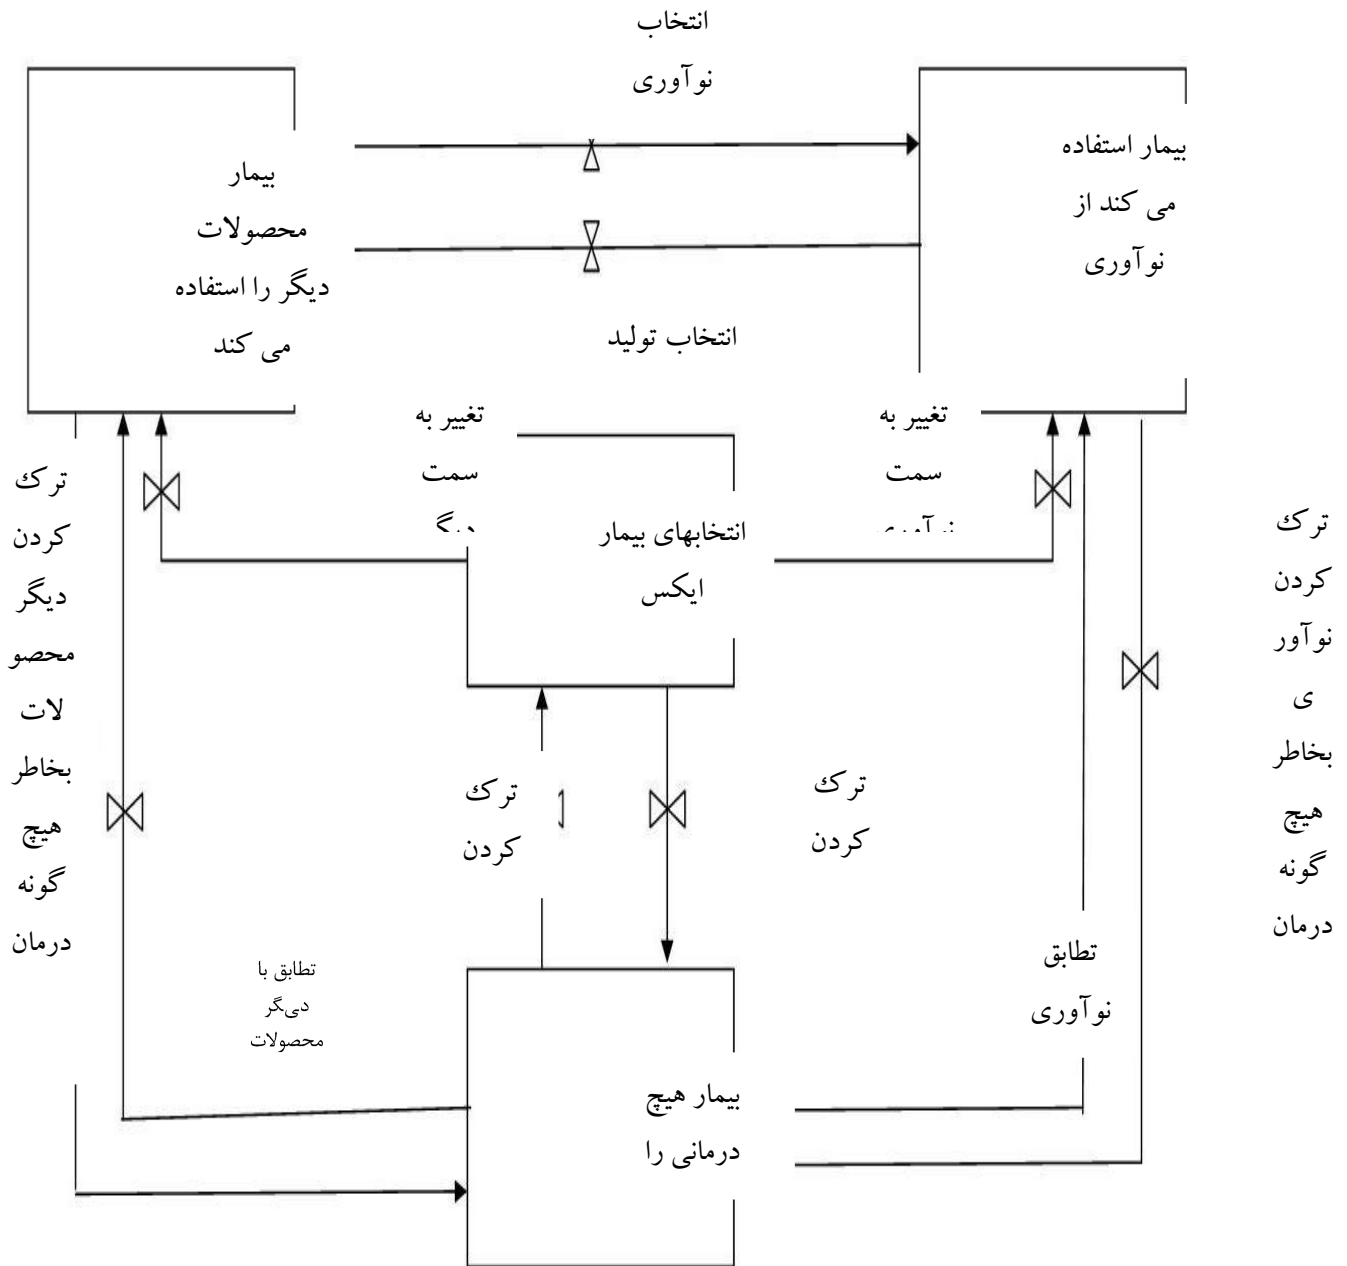 انتخاب
نوآوری
بیمار
محصولات
دیگر را استفاده
می کند
بیمار استفاده
می کند از
نوآوری
انتخاب تولید
تغییر به
سمت
تغییر به
سمت
نوآوری
انتخابهای بیمار
ایکس
ترک
کردن
دیگر
محصو
لات
بخاطر
هیچ
گونه
درمان
ترک
کردن
نوآور
ی
بخاطر
هیچ
گونه
درمان
ترک
کردن
ترک
کردن
تطابق با
دیگر
محصولات
تطابق
نوآوری
بیمار هیچ
درمانی را